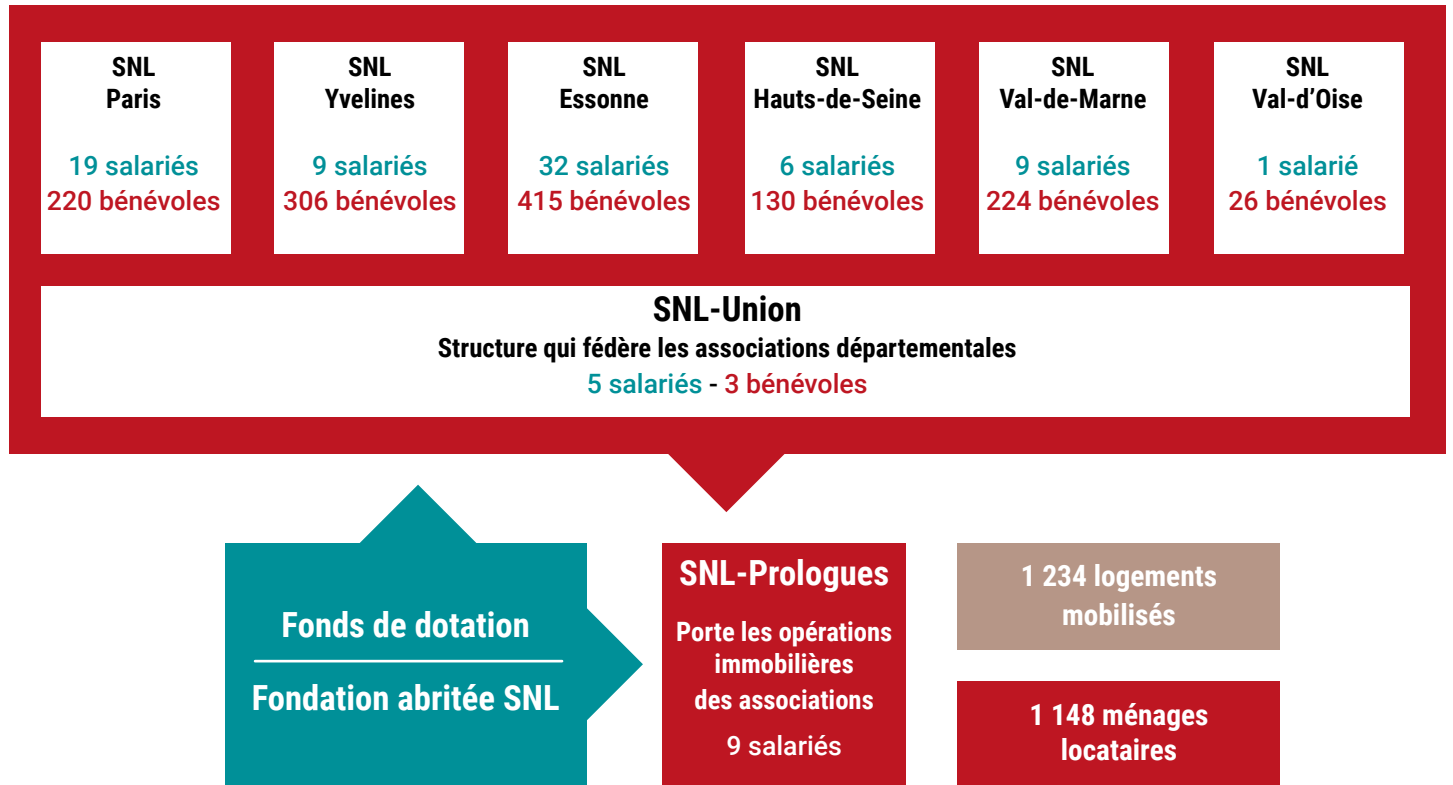 SNL
Paris
19 salariés
220 bénévoles
SNL
Yvelines
9 salariés
306 bénévoles
SNL
Essonne
32 salariés
415 bénévoles
SNL
Hauts-de-Seine
6 salariés
130 bénévoles
SNL
Val-de-Marne
9 salariés
224 bénévoles
SNL
Val-d’Oise
1 salarié
26 bénévoles
SNL-Union
Structure qui fédère les associations départementales
5 salariés - 3 bénévoles
Fonds de dotation
Fondation abritée SNL
SNL-Prologues
Porte les opérations
immobilières
des associations
9 salariés
1 234 logements
mobilisés
1 148 ménages
locataires